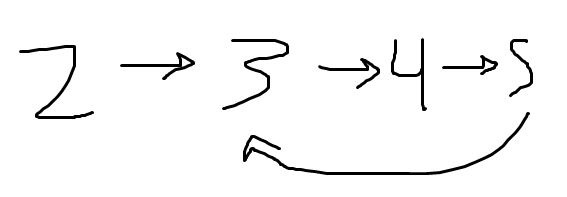 2 → 3 → 4 → 5